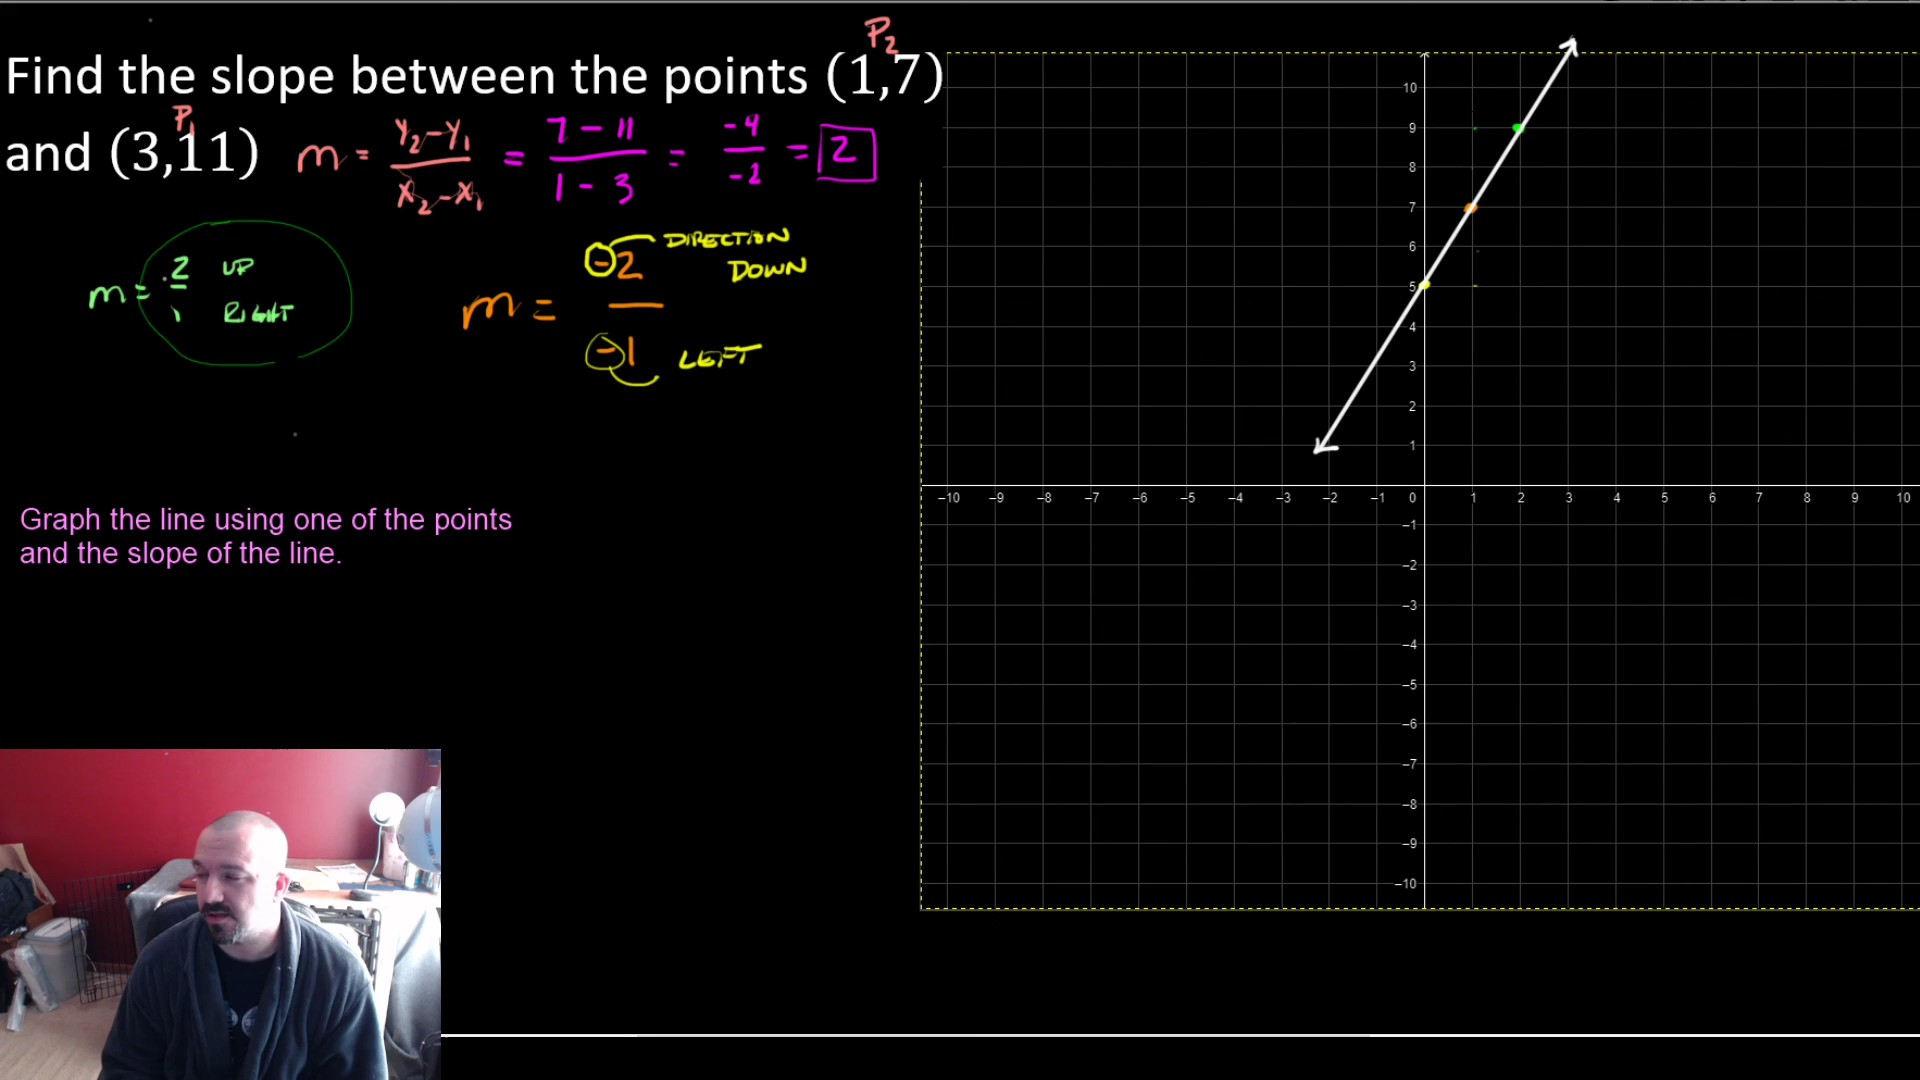 P2
Find the slope between the points (1,7)
P1
and (3,11) m = y2-y1 / x2-x1 = 7-11 / 1-3 = -4 / -2 = 2
m = 2 UP / 1 RIGHT
m = -2 / -1
DIRECTION
DOWN
LEFT
Graph the line using one of the points
and the slope of the line.
10
9
8
7
6
5
4
3
2
1
−10 −9 −8 −7 −6 −5 −4 −3 −2 −1 0 1 2 3 4 5 6 7 8 9 10
−1
−2
−3
−4
−5
−6
−7
−8
−9
−10